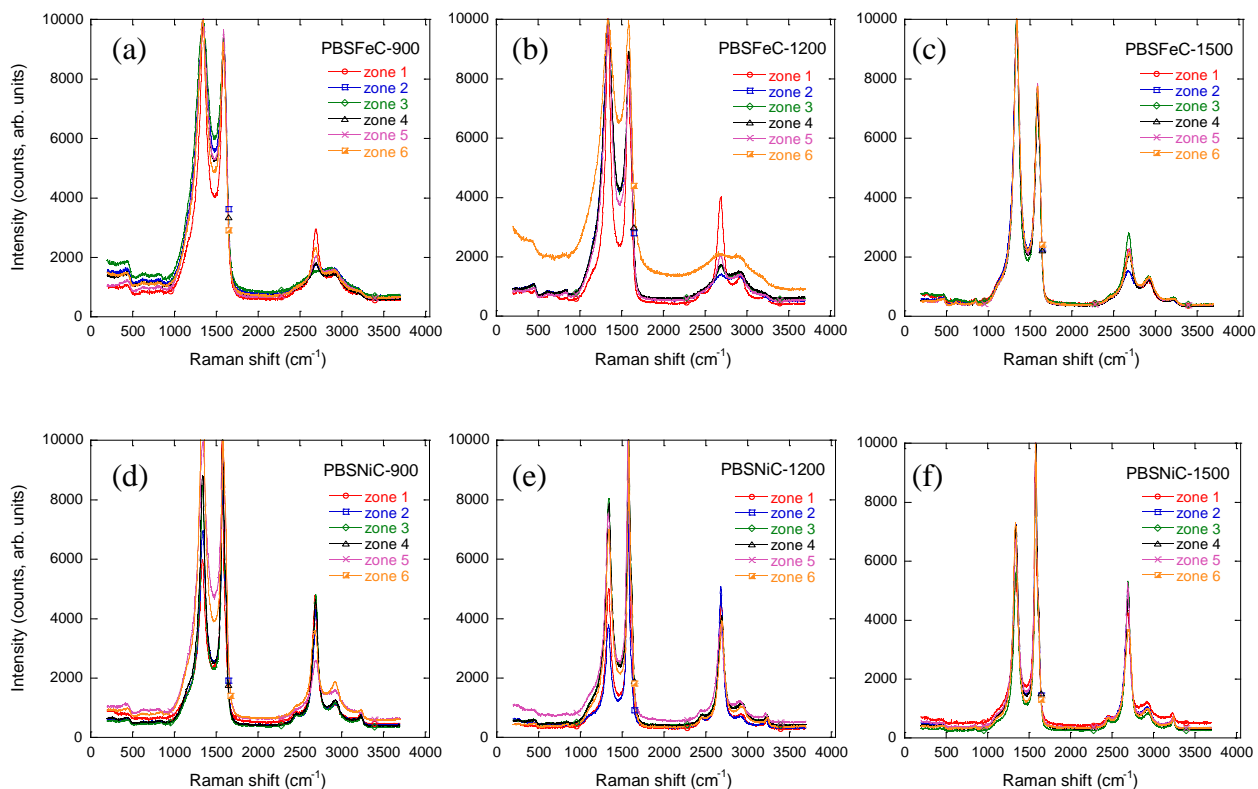 (a) PBSFeC-900
zone 1
zone 2
zone 3
zone 4
zone 5
zone 6
10000
8000
6000
4000
2000
0
Intensity (counts, arb. units)
0 500 1000 1500 2000 2500 3000 3500 4000
Raman shift (cm-1)
(b) PBSFeC-1200
zone 1
zone 2
zone 3
zone 4
zone 5
zone 6
10000
8000
6000
4000
2000
0
0 500 1000 1500 2000 2500 3000 3500 4000
Raman shift (cm-1)
(c) PBSFeC-1500
zone 1
zone 2
zone 3
zone 4
zone 5
zone 6
10000
8000
6000
4000
2000
0
0 500 1000 1500 2000 2500 3000 3500 4000
Raman shift (cm-1)
(d) PBSNiC-900
zone 1
zone 2
zone 3
zone 4
zone 5
zone 6
10000
8000
6000
4000
2000
0
Intensity (counts, arb. units)
0 500 1000 1500 2000 2500 3000 3500 4000
Raman shift (cm-1)
(e) PBSNiC-1200
zone 1
zone 2
zone 3
zone 4
zone 5
zone 6
10000
8000
6000
4000
2000
0
0 500 1000 1500 2000 2500 3000 3500 4000
Raman shift (cm-1)
(f) PBSNiC-1500
zone 1
zone 2
zone 3
zone 4
zone 5
zone 6
10000
8000
6000
4000
2000
0
0 500 1000 1500 2000 2500 3000 3500 4000
Raman shift (cm-1)